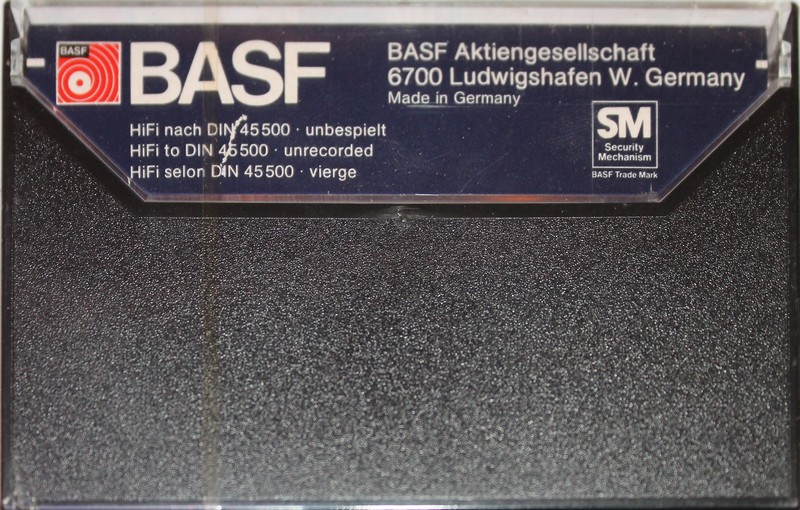 BASF
BASF
HiFi nach DIN 45500 · unbespielt
HiFi to DIN 45500 · unrecorded
HiFi selon DIN 45500 · vierge
BASF Aktiengesellschaft
6700 Ludwigshafen W. Germany
Made in Germany
SM
Security
Mechanism
BASF Trade Mark